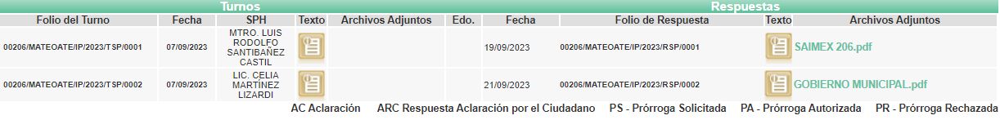 Turnos Respuestas
Folio del Turno Fecha SPH Texto Archivos Adjuntos Edo. Fecha Folio de Respuesta Texto Archivos Adjuntos
00206/MATEOATE/IP/2023/TSP/0001 07/09/2023 MTRO. LUIS
RODOLFO
SANTIBAÑEZ
CASTIL 19/09/2023 00206/MATEOATE/IP/2023/RSP/0001 SAIMEX 206.pdf
00206/MATEOATE/IP/2023/TSP/0002 07/09/2023 LIC. CELIA
MARTÍNEZ
LIZARDI 21/09/2023 00206/MATEOATE/IP/2023/RSP/0002 GOBIERNO MUNICIPAL.pdf
AC Aclaración ARC Respuesta Aclaración por el Ciudadano PS - Prórroga Solicitada PA - Prórroga Autorizada PR - Prórroga Rechazada